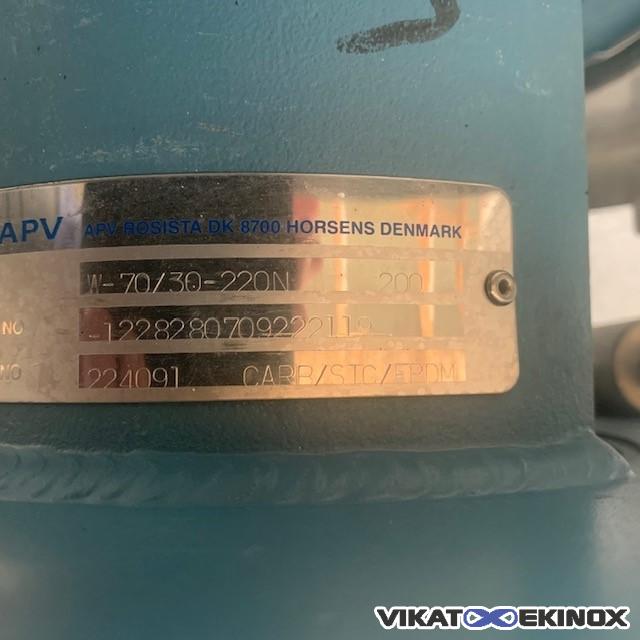 APV APV ROSISTA DK 8700 HORSENS DENMARK
W-70/30-220N 200
NO -122828070922211
NO 224091 CARB/SIC/EPDM
VIKAT EKINOX